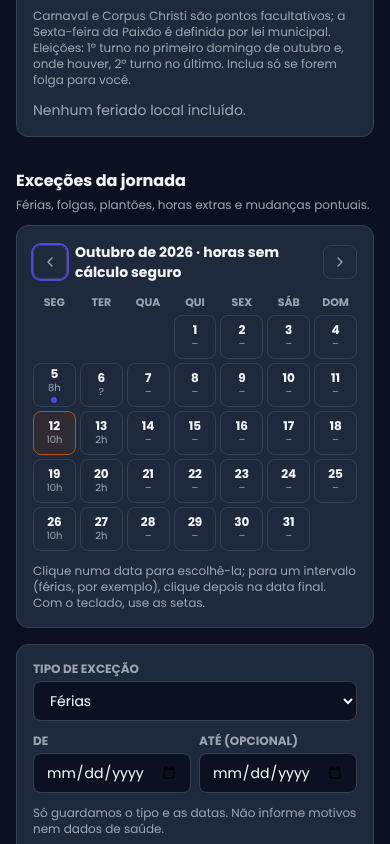 Carnaval e Corpus Christi são pontos facultativos; a
Sexta-feira da Paixão é definida por lei municipal.
Eleições: 1º turno no primeiro domingo de outubro e,
onde houver, 2º turno no último. Inclua só se forem
folga para você.
Nenhum feriado local incluído.
Exceções da jornada
Férias, folgas, plantões, horas extras e mudanças pontuais.
Outubro de 2026 · horas sem
cálculo seguro
SEG TER QUA QUI SEX SÁB DOM
1 2 3 4
– – – –
5 6 7 8 9 10 11
8h ? – – – – –
12 13 14 15 16 17 18
10h 2h – – – – –
19 20 21 22 23 24 25
10h 2h – – – – –
26 27 28 29 30 31
10h 2h – – – –
Clique numa data para escolhê-la; para um intervalo
(férias, por exemplo), clique depois na data final.
Com o teclado, use as setas.
TIPO DE EXCEÇÃO
Férias
DE ATÉ (OPCIONAL)
mm/dd/yyyy mm/dd/yyyy
Só guardamos o tipo e as datas. Não informe motivos
nem dados de saúde.